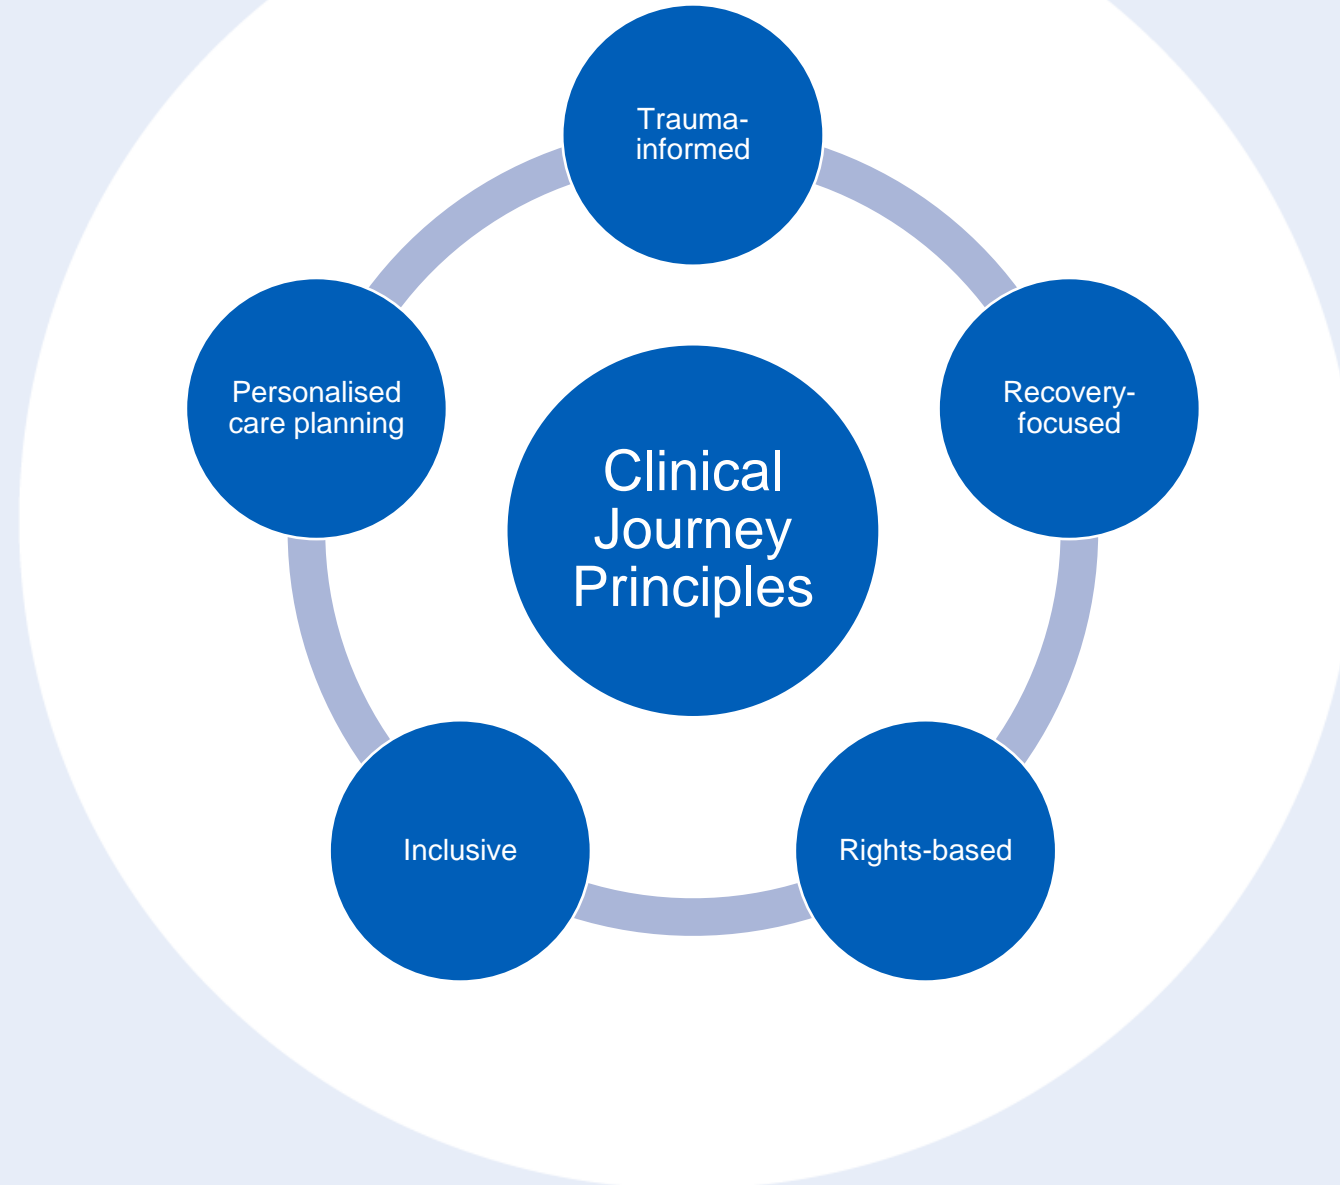 Trauma-
informed
Personalised
care planning
Recovery-
focused
Clinical
Journey
Principles
Inclusive
Rights-based